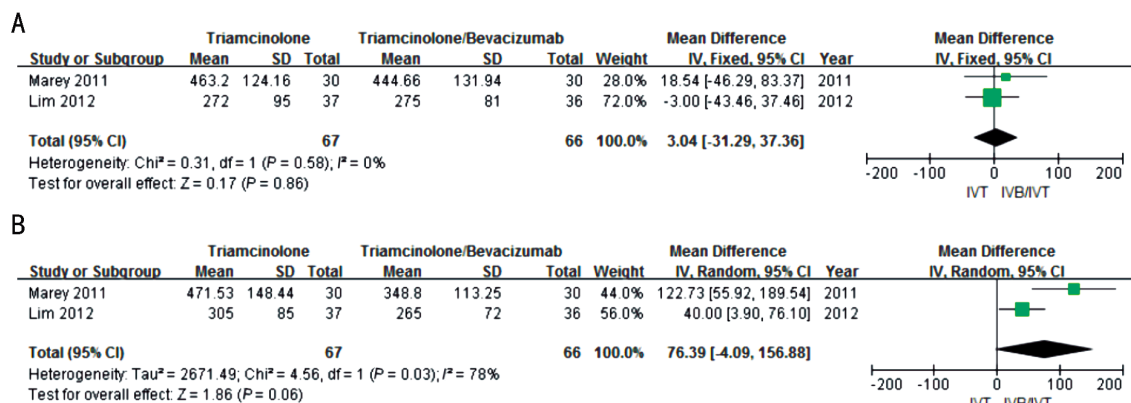 A
Triamcinolone Triamcinolone/Bevacizumab Mean Difference Mean Difference
Study or Subgroup Mean SD Total Mean SD Total Weight IV, Fixed, 95% CI Year IV, Fixed, 95% CI
Marey 2011 463.2 124.16 30 444.66 131.94 30 28.0% 18.54 [-46.29, 83.37] 2011
Lim 2012 272 95 37 275 81 36 72.0% -3.00 [-43.46, 37.46] 2012
Total (95% CI) 67 66 100.0% 3.04 [-31.29, 37.36]
Heterogeneity: Chi² = 0.31, df = 1 (P = 0.58); I² = 0%
Test for overall effect: Z = 0.17 (P = 0.86)
-200 -100 0 100 200
IVT IVB/IVT
B
Triamcinolone Triamcinolone/Bevacizumab Mean Difference Mean Difference
Study or Subgroup Mean SD Total Mean SD Total Weight IV, Random, 95% CI Year IV, Random, 95% CI
Marey 2011 471.53 148.44 30 348.8 113.25 30 44.0% 122.73 [55.92, 189.54] 2011
Lim 2012 305 85 37 265 72 36 56.0% 40.00 [3.90, 76.10] 2012
Total (95% CI) 67 66 100.0% 76.39 [-4.09, 156.88]
Heterogeneity: Tau² = 2671.49; Chi² = 4.56, df = 1 (P = 0.03); I² = 78%
Test for overall effect: Z = 1.86 (P = 0.06)
-200 -100 0 100 200
IVT IVB/IVT